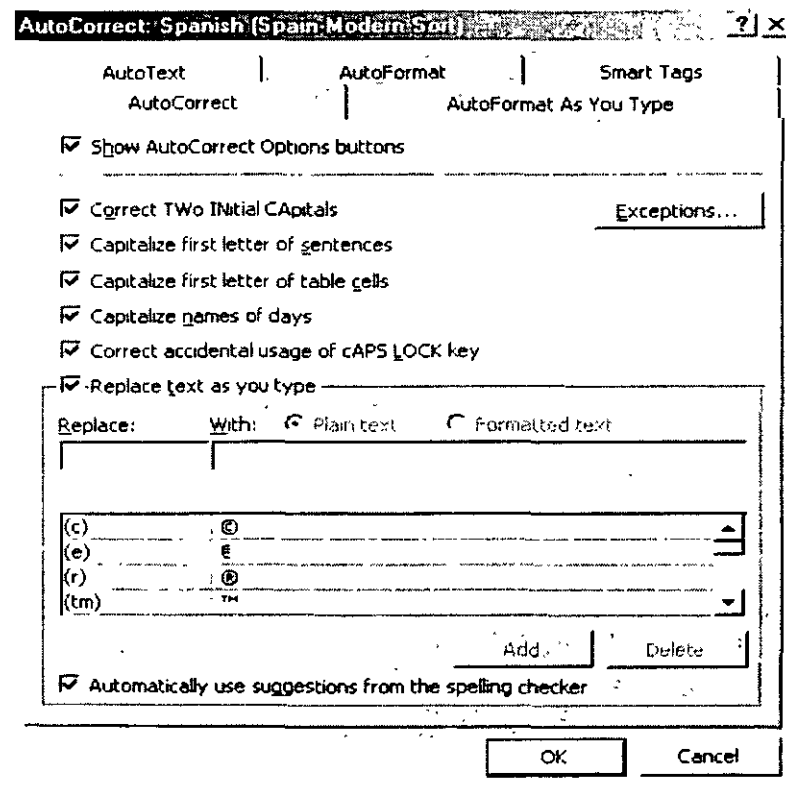 AutoCorrect: Spanish (Spain-Modern Sort) ? ×
AutoText AutoFormat Smart Tags
AutoCorrect AutoFormat As You Type
Show AutoCorrect Options buttons
Correct TWo INitial CApitals Exceptions...
Capitalize first letter of sentences
Capitalize first letter of table cells
Capitalize names of days
Correct accidental usage of cAPS LOCK key
Replace text as you type
Replace: With: Plain text Formatted text
(c) ©
(e) €
(r) ®
(tm) ™
Add Delete
Automatically use suggestions from the spelling checker
OK Cancel